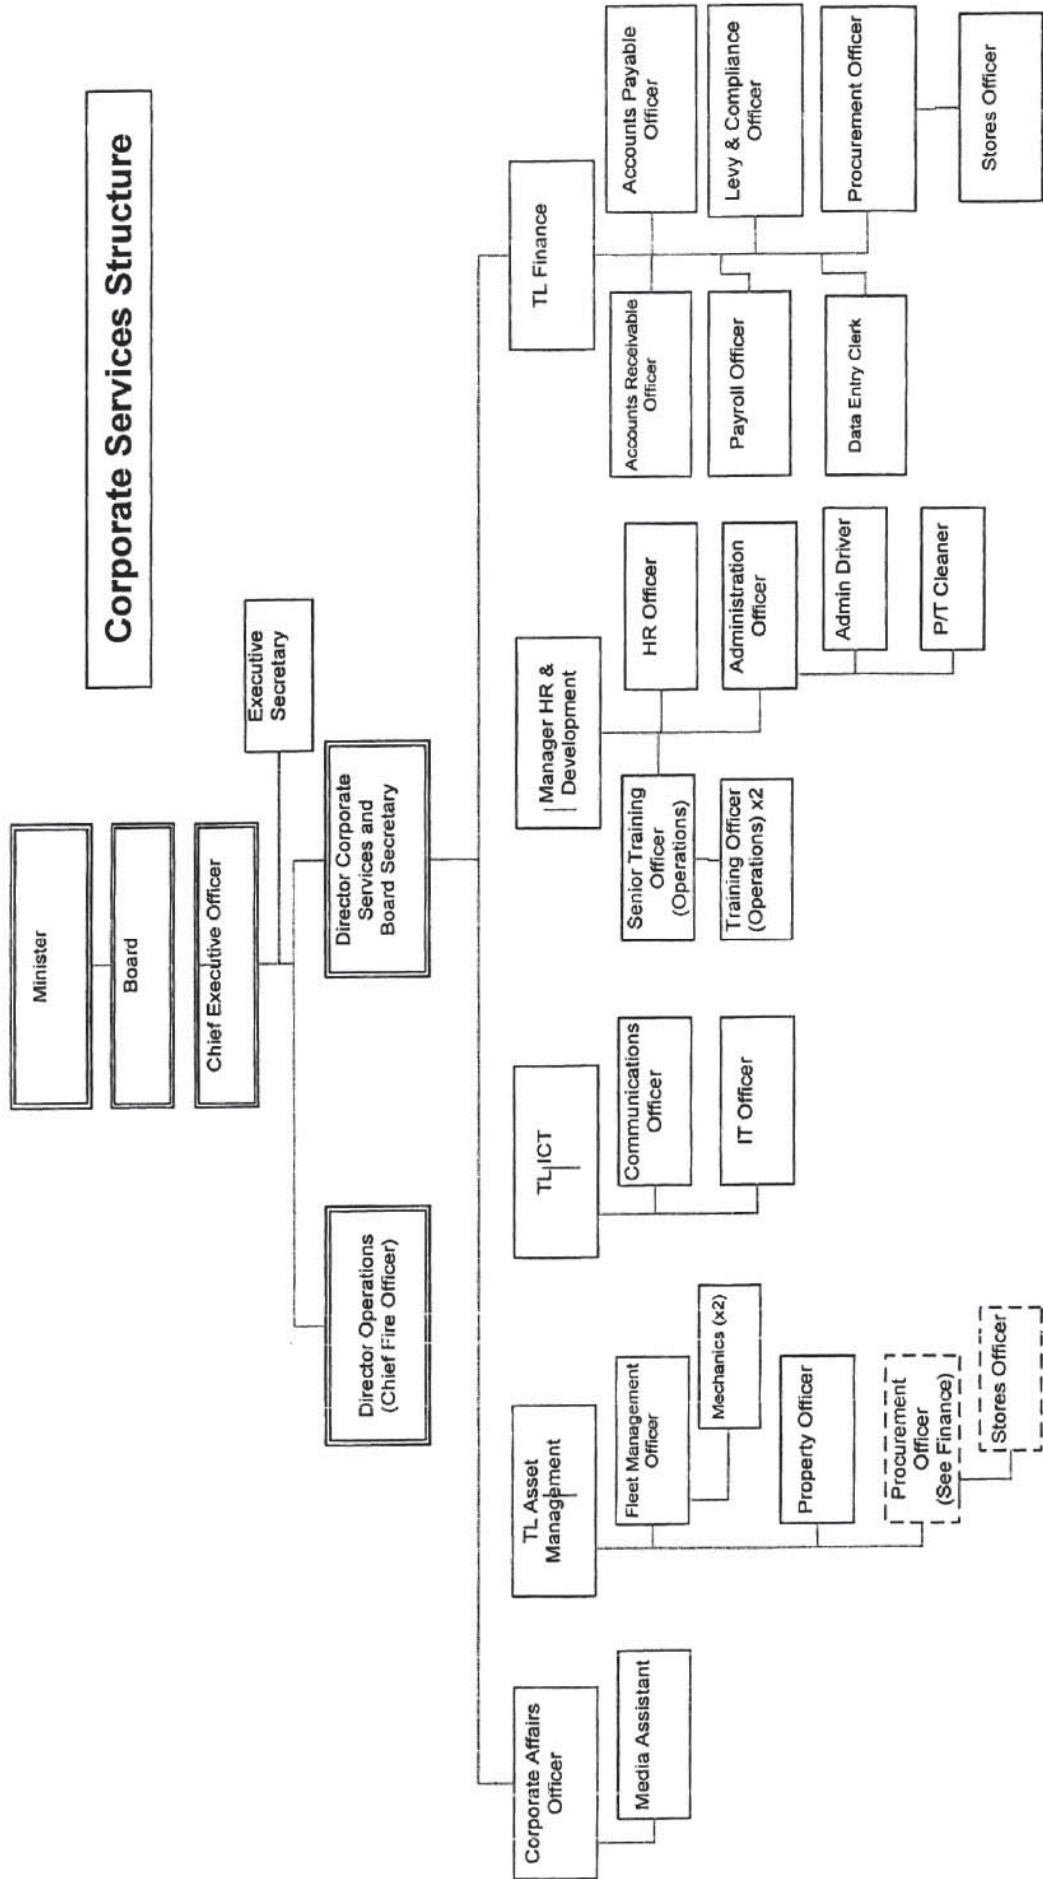 Corporate Services Structure
Minister
Board
Chief Executive Officer
Executive
Secretary
Director Operations
(Chief Fire Officer)
Director Corporate
Services and
Board Secretary
Corporate Affairs
Officer
Media Assistant
TL Asset
Management
Fleet Management
Officer
Mechanics (x2)
Property Officer
Procurement
Officer
(See Finance)
Stores Officer
TL ICT
Communications
Officer
IT Officer
Manager HR &
Development
Senior Training
Officer
(Operations)
Training Officer
(Operations) x2
HR Officer
Administration
Officer
Admin Driver
P/T Cleaner
TL Finance
Accounts Receivable
Officer
Accounts Payable
Officer
Payroll Officer
Levy & Compliance
Officer
Data Entry Clerk
Procurement Officer
Stores Officer